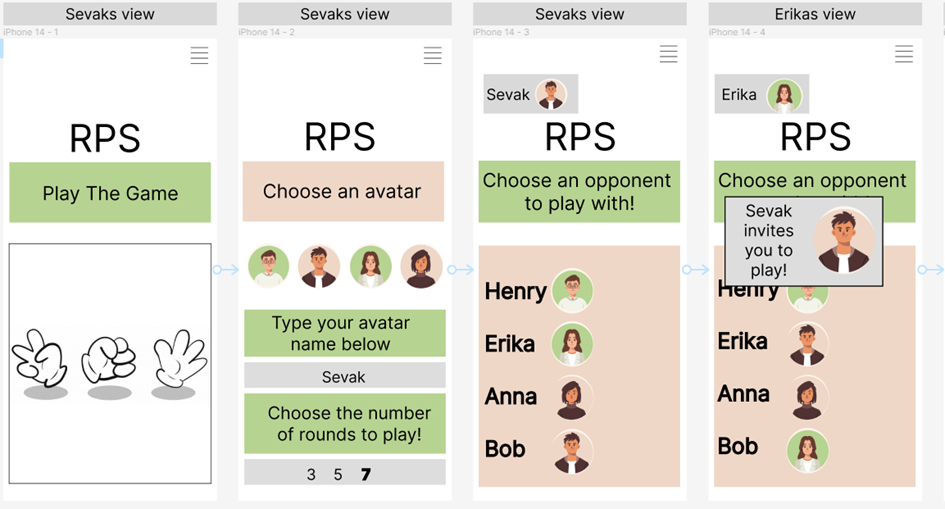 Sevaks view
iPhone 14 - 1
RPS
Play The Game
Sevaks view
iPhone 14 - 2
RPS
Choose an avatar
Type your avatar
name below
Sevak
Choose the number
of rounds to play!
3 5 7
Sevaks view
iPhone 14 - 3
Sevak
RPS
Choose an opponent
to play with!
Henry
Erika
Anna
Bob
Erikas view
iPhone 14 - 4
Erika
RPS
Choose an opponent
Sevak
invites
you to
play!
Henry
Erika
Anna
Bob